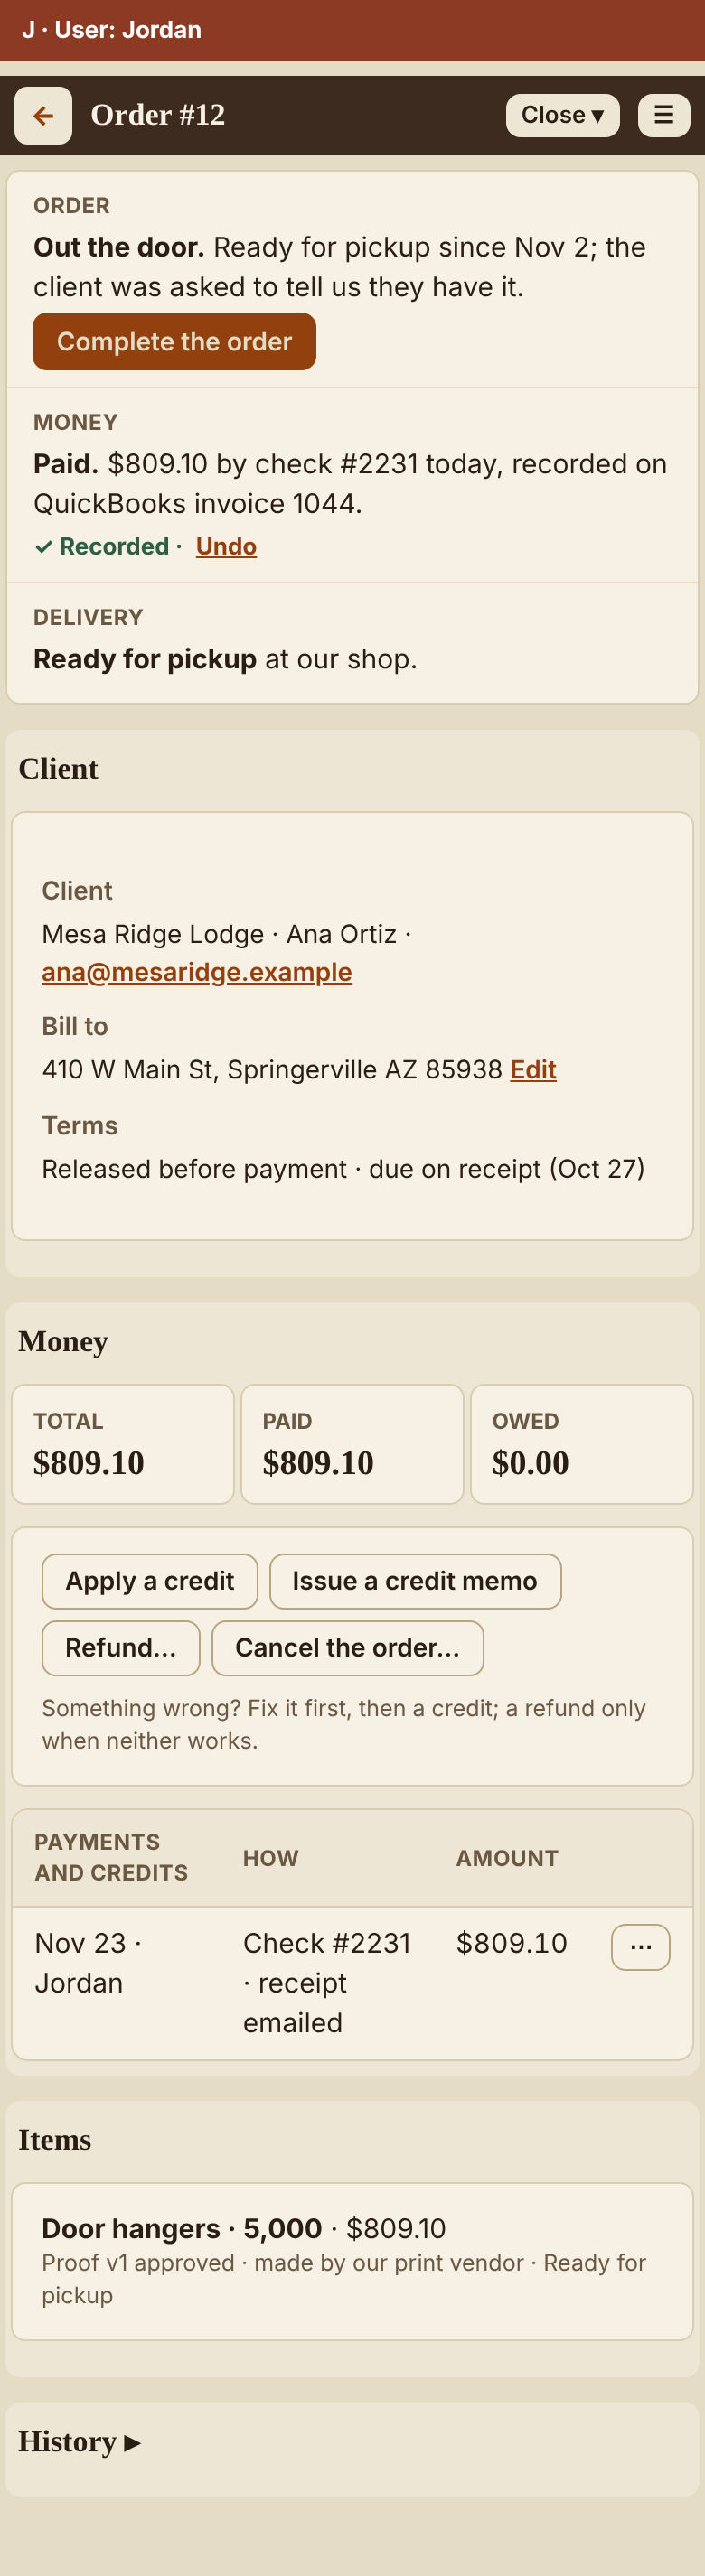 J · User: Jordan
← Order #12 Close ▾ ☰
ORDER
Out the door. Ready for pickup since Nov 2; the
client was asked to tell us they have it.
Complete the order
MONEY
Paid. $809.10 by check #2231 today, recorded on
QuickBooks invoice 1044.
✓ Recorded · Undo
DELIVERY
Ready for pickup at our shop.
Client
Client
Mesa Ridge Lodge · Ana Ortiz ·
ana@mesaridge.example
Bill to
410 W Main St, Springerville AZ 85938 Edit
Terms
Released before payment · due on receipt (Oct 27)
Money
TOTAL PAID OWED
$809.10 $809.10 $0.00
Apply a credit Issue a credit memo
Refund... Cancel the order...
Something wrong? Fix it first, then a credit; a refund only
when neither works.
PAYMENTS
AND CREDITS HOW AMOUNT
Nov 23 · Check #2231 $809.10 ...
Jordan · receipt
emailed
Items
Door hangers · 5,000 · $809.10
Proof v1 approved · made by our print vendor · Ready for
pickup
History ▸